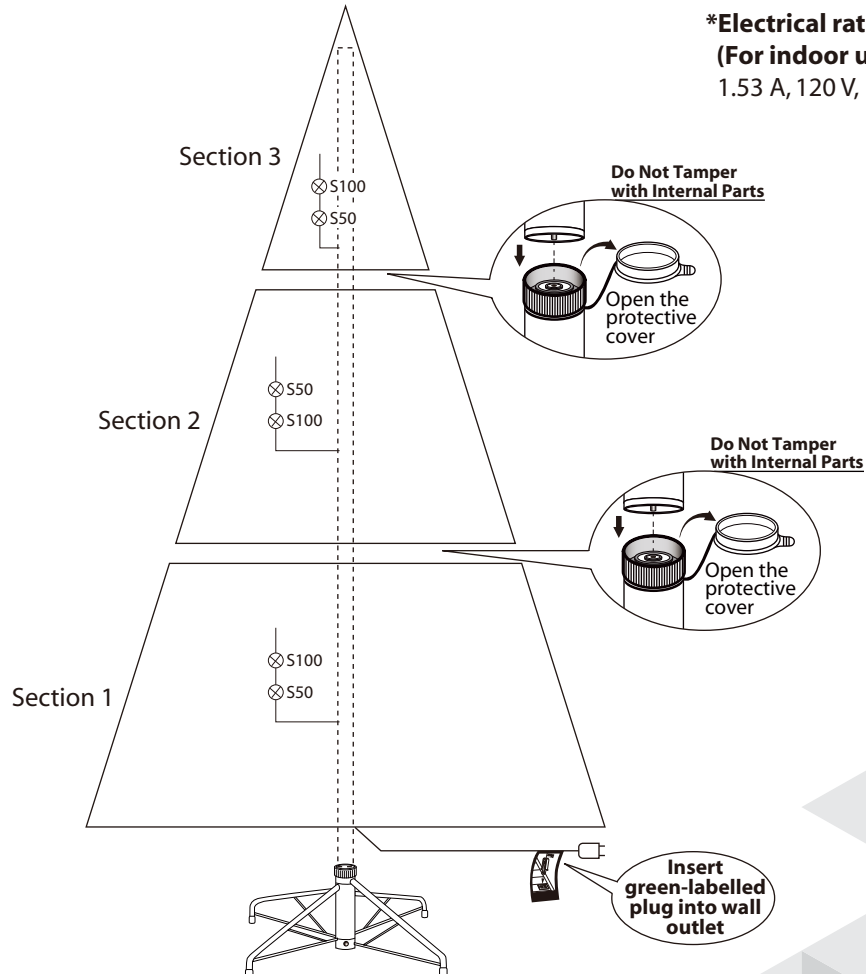 *Electrical rat
(For indoor u
1.53 A, 120 V,
Section 3
S100
S50
Do Not Tamper
with Internal Parts
Open the
protective
cover
Section 2
S50
S100
Do Not Tamper
with Internal Parts
Open the
protective
cover
Section 1
S100
S50
Insert
green-labelled
plug into wall
outlet